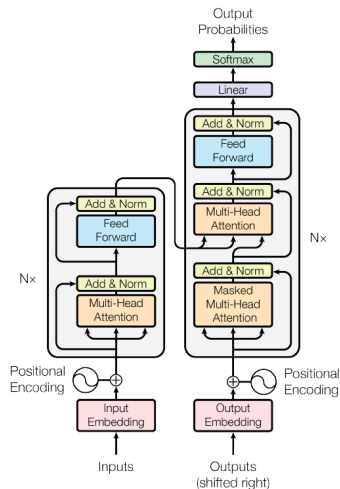 Output
Probabilities
Softmax
Linear
Add & Norm
Feed
Forward
Add & Norm
Multi-Head
Attention
Add & Norm
Masked
Multi-Head
Attention
Nx
Positional
Encoding
Output
Embedding
Outputs
(shifted right)
Add & Norm
Feed
Forward
Add & Norm
Multi-Head
Attention
Nx
Positional
Encoding
Input
Embedding
Inputs